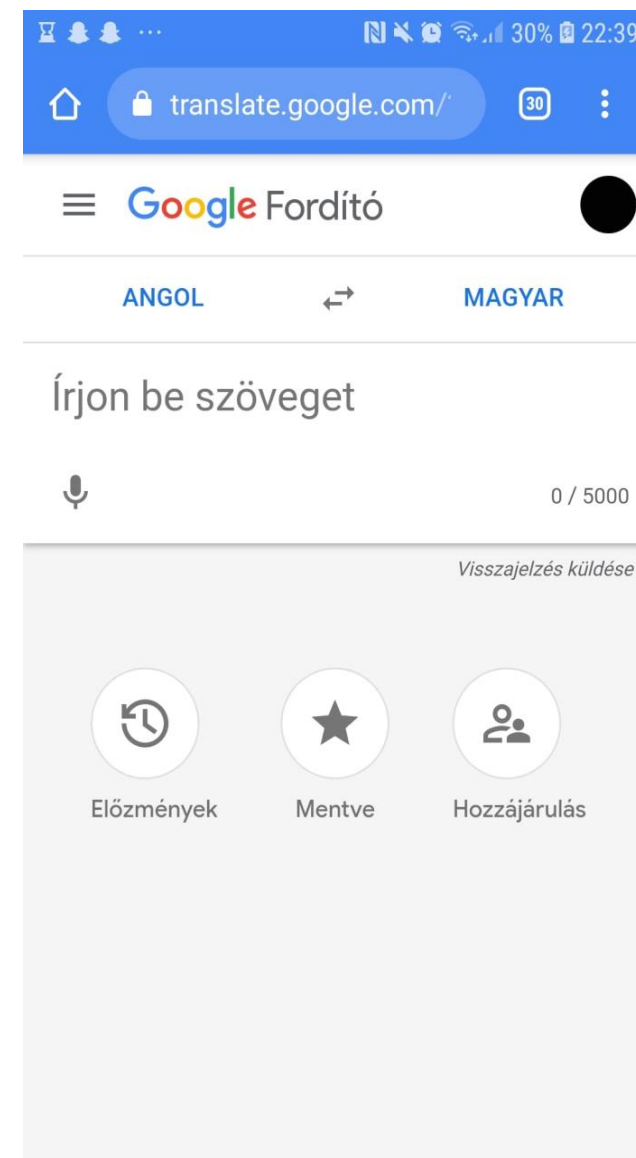 30% 22:39
translate.google.com/ 30
Google Fordító
ANGOL MAGYAR
Írjon be szöveget
0 / 5000
Visszajelzés küldése
Előzmények Mentve Hozzájárulás